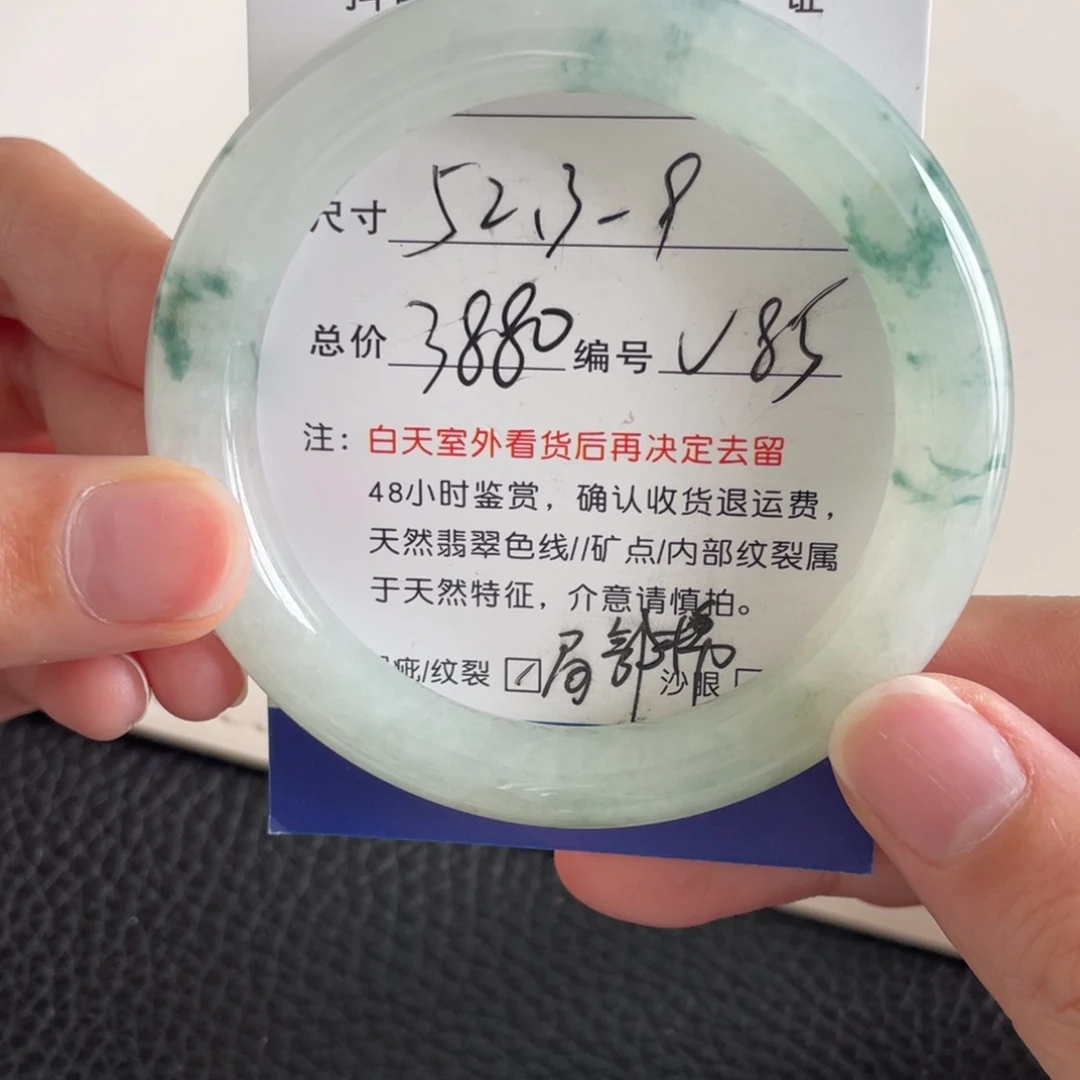 证
尺寸 52.3-9
总价 3880 编号 V85
注：白天室外看货后再决定去留
48小时鉴赏，确认收货退运费，
天然翡翠色线//矿点/内部纹裂属
于天然特征，介意请慎拍。
疵/纹裂 ☑ 局部 沙眼